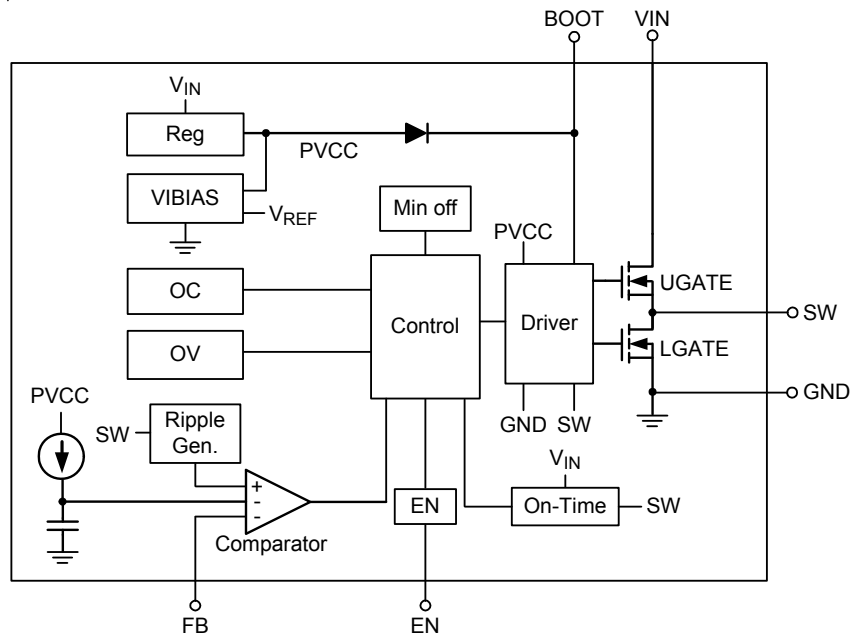 BOOT VIN
VIN
Reg
PVCC
VIBIAS
VREF
Min off
PVCC
OC
UGATE
Control
Driver
SW
OV
LGATE
PVCC
GND
SW
Ripple
Gen.
GND SW
VIN
+
-
-
EN
On-Time
SW
Comparator
FB
EN